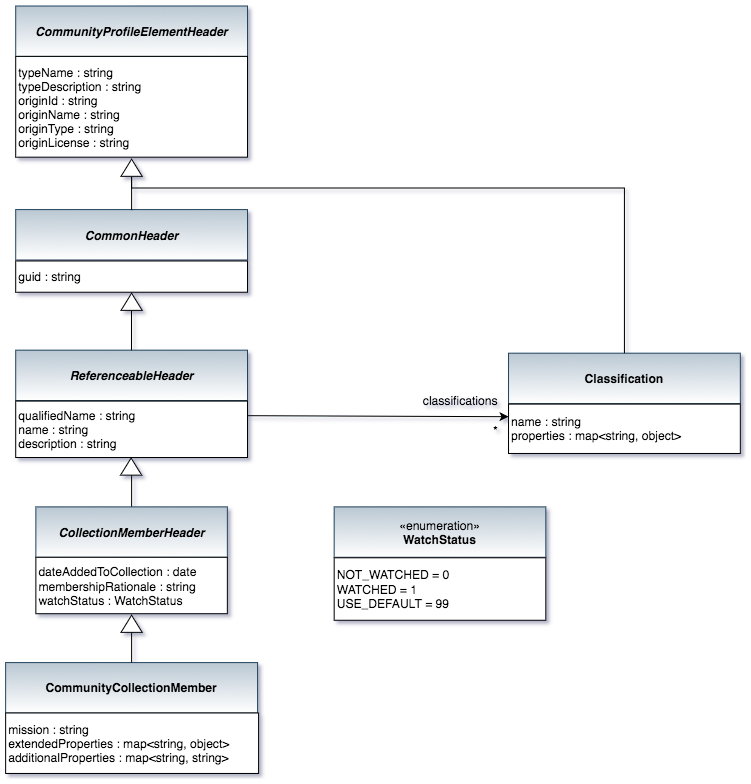 CommunityProfileElementHeader
typeName : string
typeDescription : string
originId : string
originName : string
originType : string
originLicense : string
CommonHeader
guid : string
ReferenceableHeader
qualifiedName : string
name : string
description : string
classifications
*
Classification
name : string
properties : map<string, object>
CollectionMemberHeader
dateAddedToCollection : date
membershipRationale : string
watchStatus : WatchStatus
«enumeration»
WatchStatus
NOT_WATCHED = 0
WATCHED = 1
USE_DEFAULT = 99
CommunityCollectionMember
mission : string
extendedProperties : map<string, object>
additionalProperties : map<string, string>